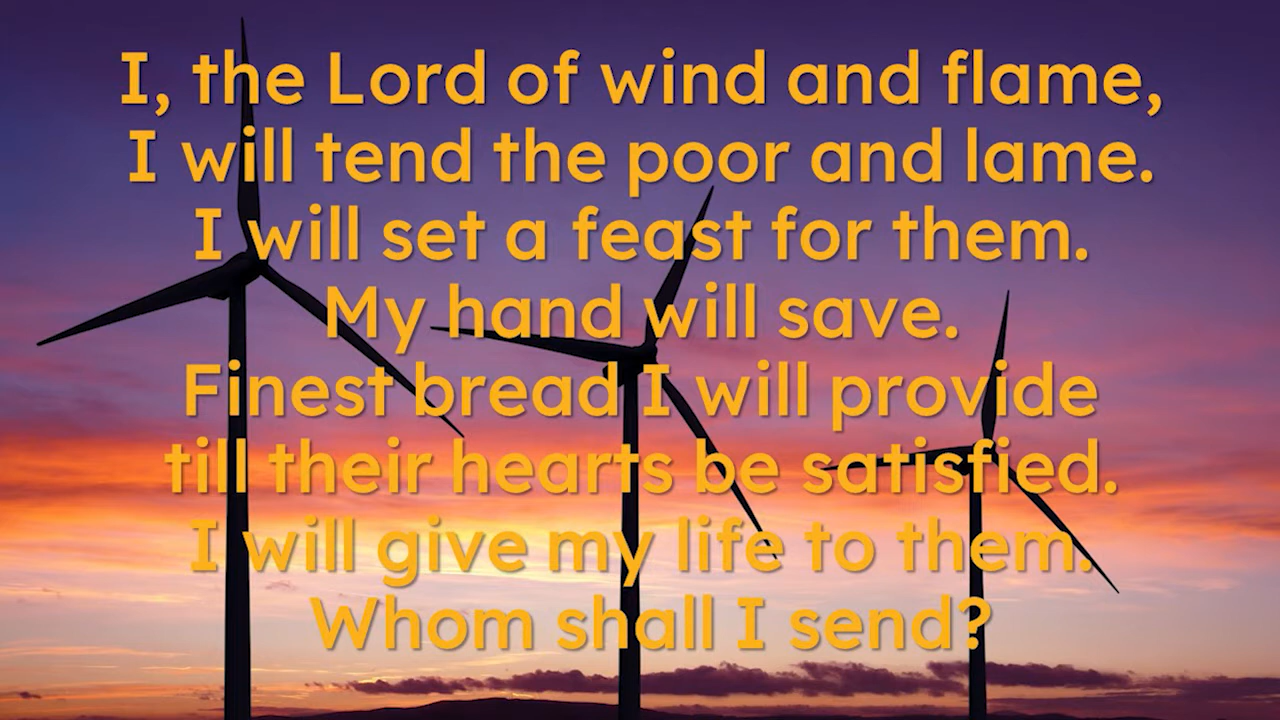 I, the Lord of wind and flame,
I will tend the poor and lame.
I will set a feast for them.
My hand will save.
Finest bread I will provide
till their hearts be satisfied.
I will give my life to them.
Whom shall I send?